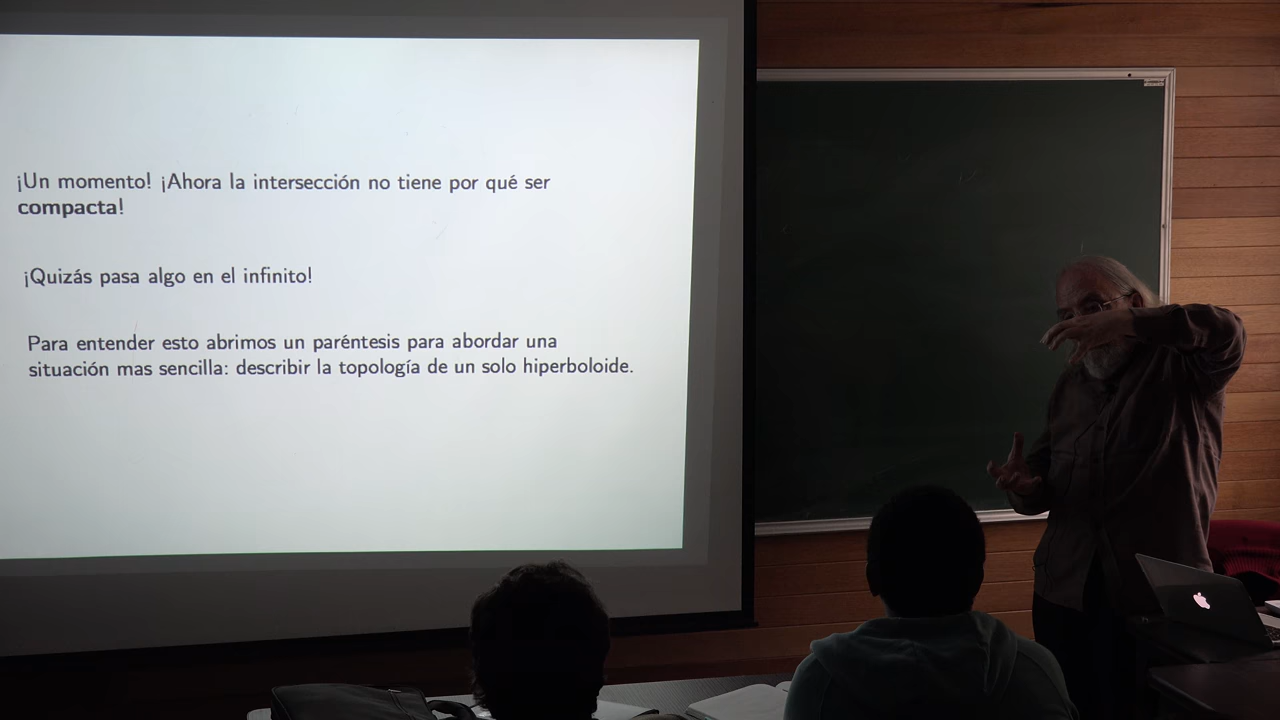 ¡Un momento! ¡Ahora la intersección no tiene por qué ser
compacta!
¡Quizás pasa algo en el infinito!
Para entender esto abrimos un paréntesis para abordar una
situación mas sencilla: describir la topología de un solo hiperboloide.